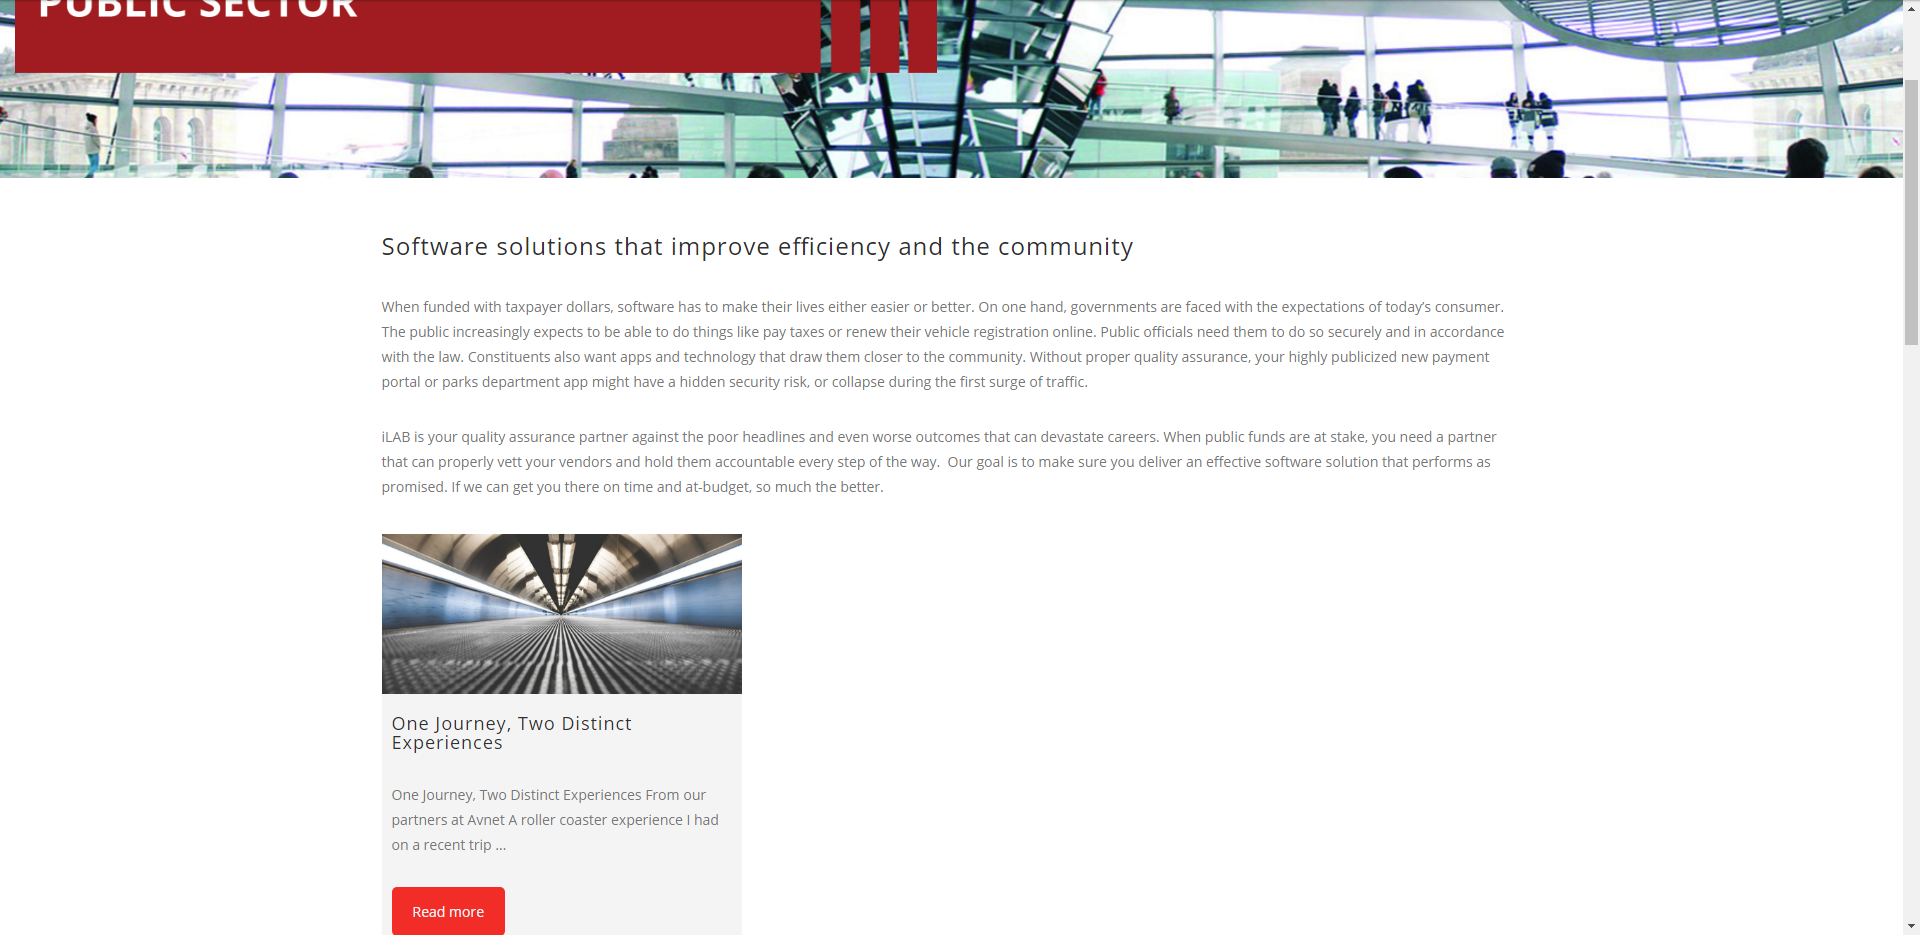 PUBLIC SECTOR
Software solutions that improve efficiency and the community
When funded with taxpayer dollars, software has to make their lives either easier or better. On one hand, governments are faced with the expectations of today’s consumer.
The public increasingly expects to be able to do things like pay taxes or renew their vehicle registration online. Public officials need them to do so securely and in accordance
with the law. Constituents also want apps and technology that draw them closer to the community. Without proper quality assurance, your highly publicized new payment
portal or parks department app might have a hidden security risk, or collapse during the first surge of traffic.
iLAB is your quality assurance partner against the poor headlines and even worse outcomes that can devastate careers. When public funds are at stake, you need a partner
that can properly vett your vendors and hold them accountable every step of the way.  Our goal is to make sure you deliver an effective software solution that performs as
promised. If we can get you there on time and at-budget, so much the better.
One Journey, Two Distinct
Experiences
One Journey, Two Distinct Experiences From our
partners at Avnet A roller coaster experience I had
on a recent trip ...
Read more